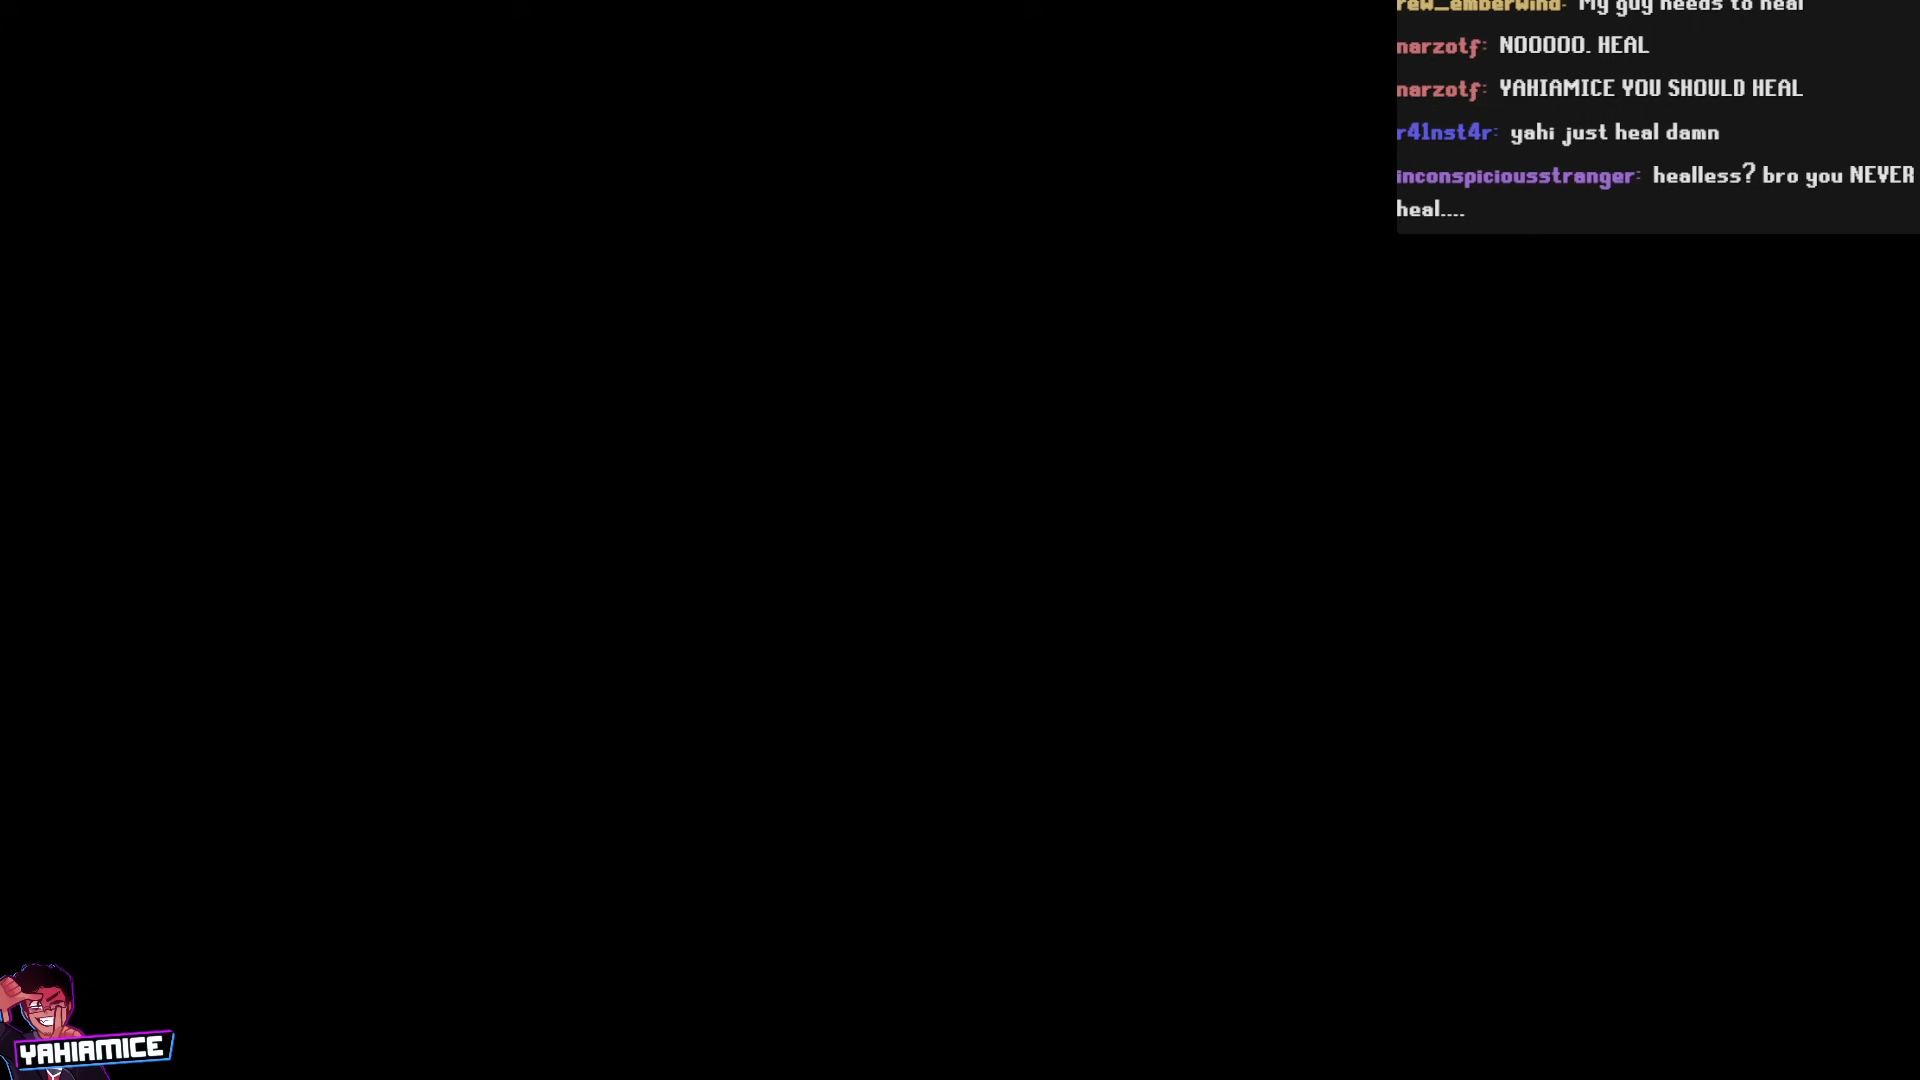 rew_emberwind: My guy needs to heal
narzotf: NOOOOO. HEAL
narzotf: YAHIAMICE YOU SHOULD HEAL
r41nst4r: yahi just heal damn
inconspiciousstranger: healless? bro you NEVER
heal....
YAHIAMICE